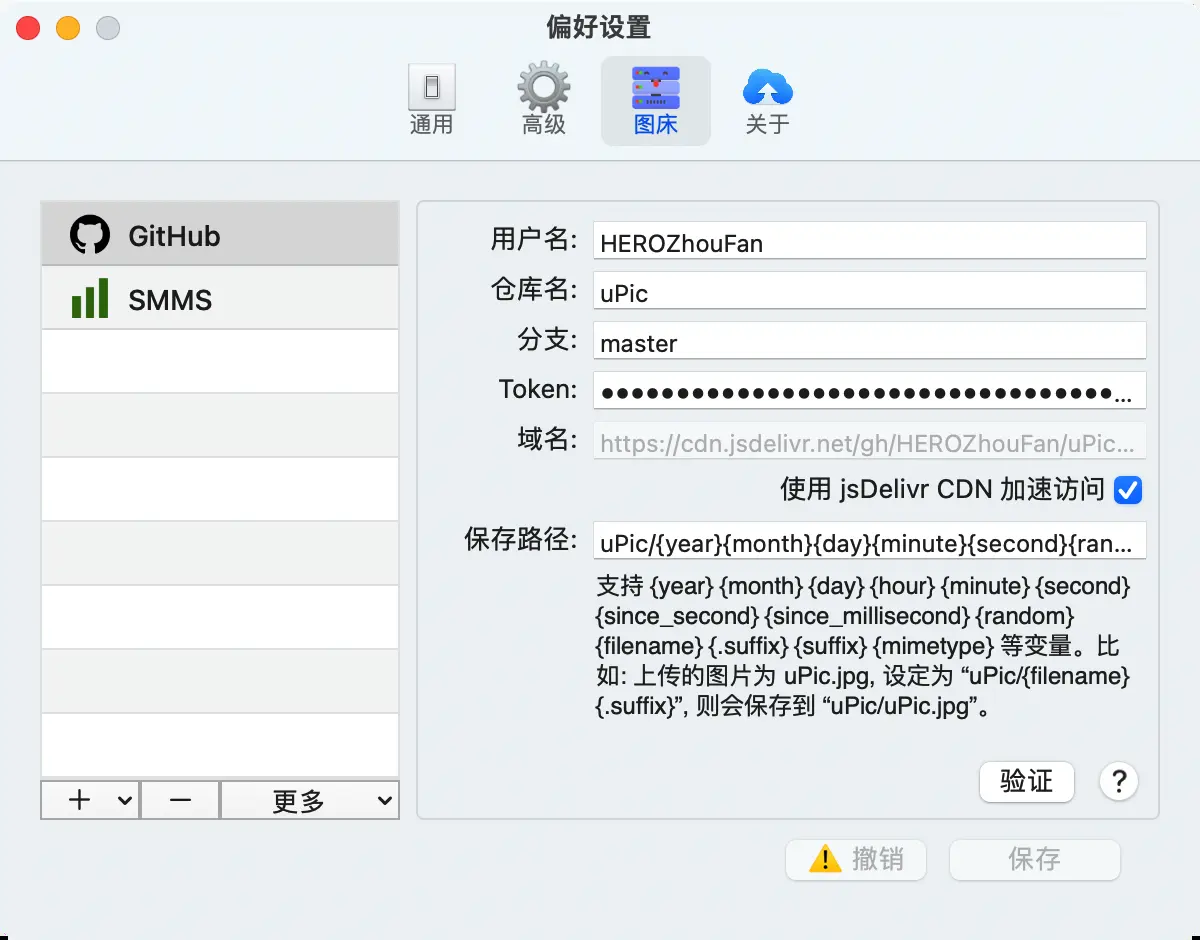 偏好设置
通用
高级
图床
关于
GitHub
SMMS
用户名: HEROZhouFan
仓库名: uPic
分支: master
Token: ●●●●●●●●●●●●●●●●●●●●●●●●●●●●●●●●●●...
域名: https://cdn.jsdelivr.net/gh/HEROZhouFan/uPic...
使用 jsDelivr CDN 加速访问
保存路径: uPic/{year}{month}{day}{minute}{second}{ran...
支持 {year} {month} {day} {hour} {minute} {second}
{since_second} {since_millisecond} {random}
{filename} {.suffix} {suffix} {mimetype} 等变量。比
如: 上传的图片为 uPic.jpg, 设定为 “uPic/{filename}
{.suffix}”, 则会保存到 “uPic/uPic.jpg”。
验证
?
更多
撤销
保存